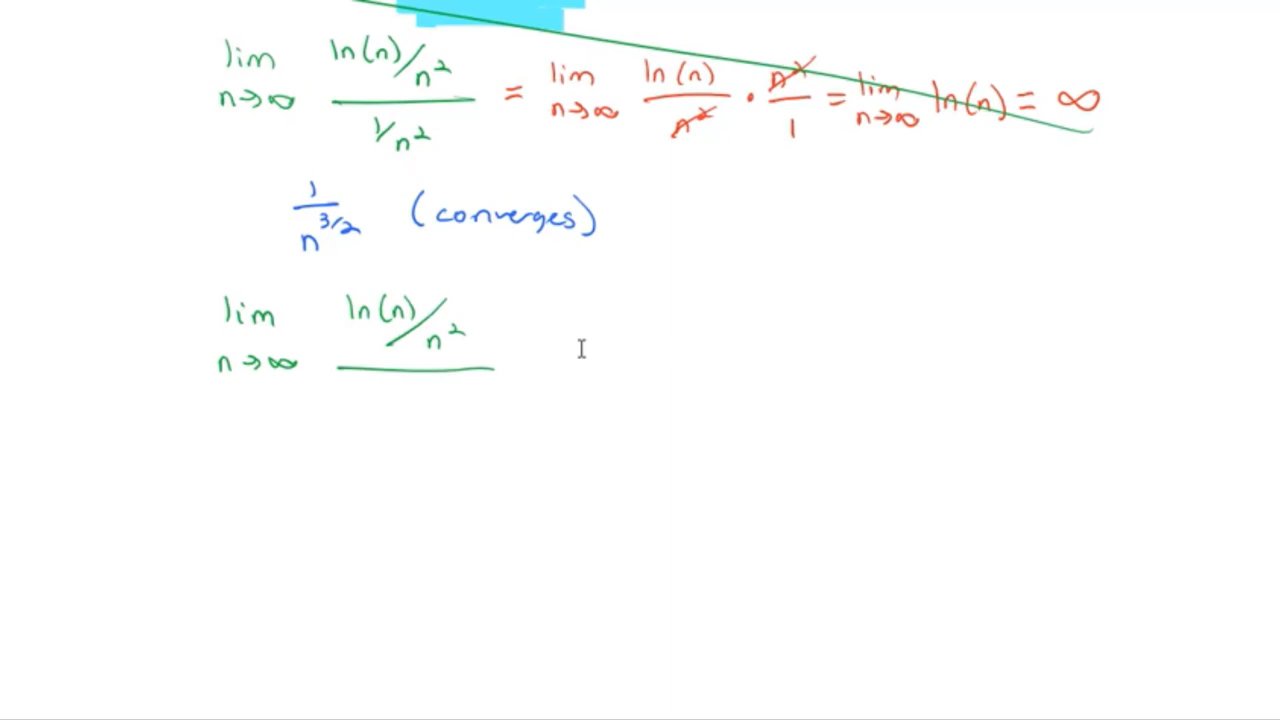 lim n→∞ (ln(n)/n²)/(1/n²) = lim n→∞ ln(n)/n² · n²/1 = lim n→∞ ln(n) = ∞
1/n^(3/2) (converges)
lim n→∞ ln(n)/n²